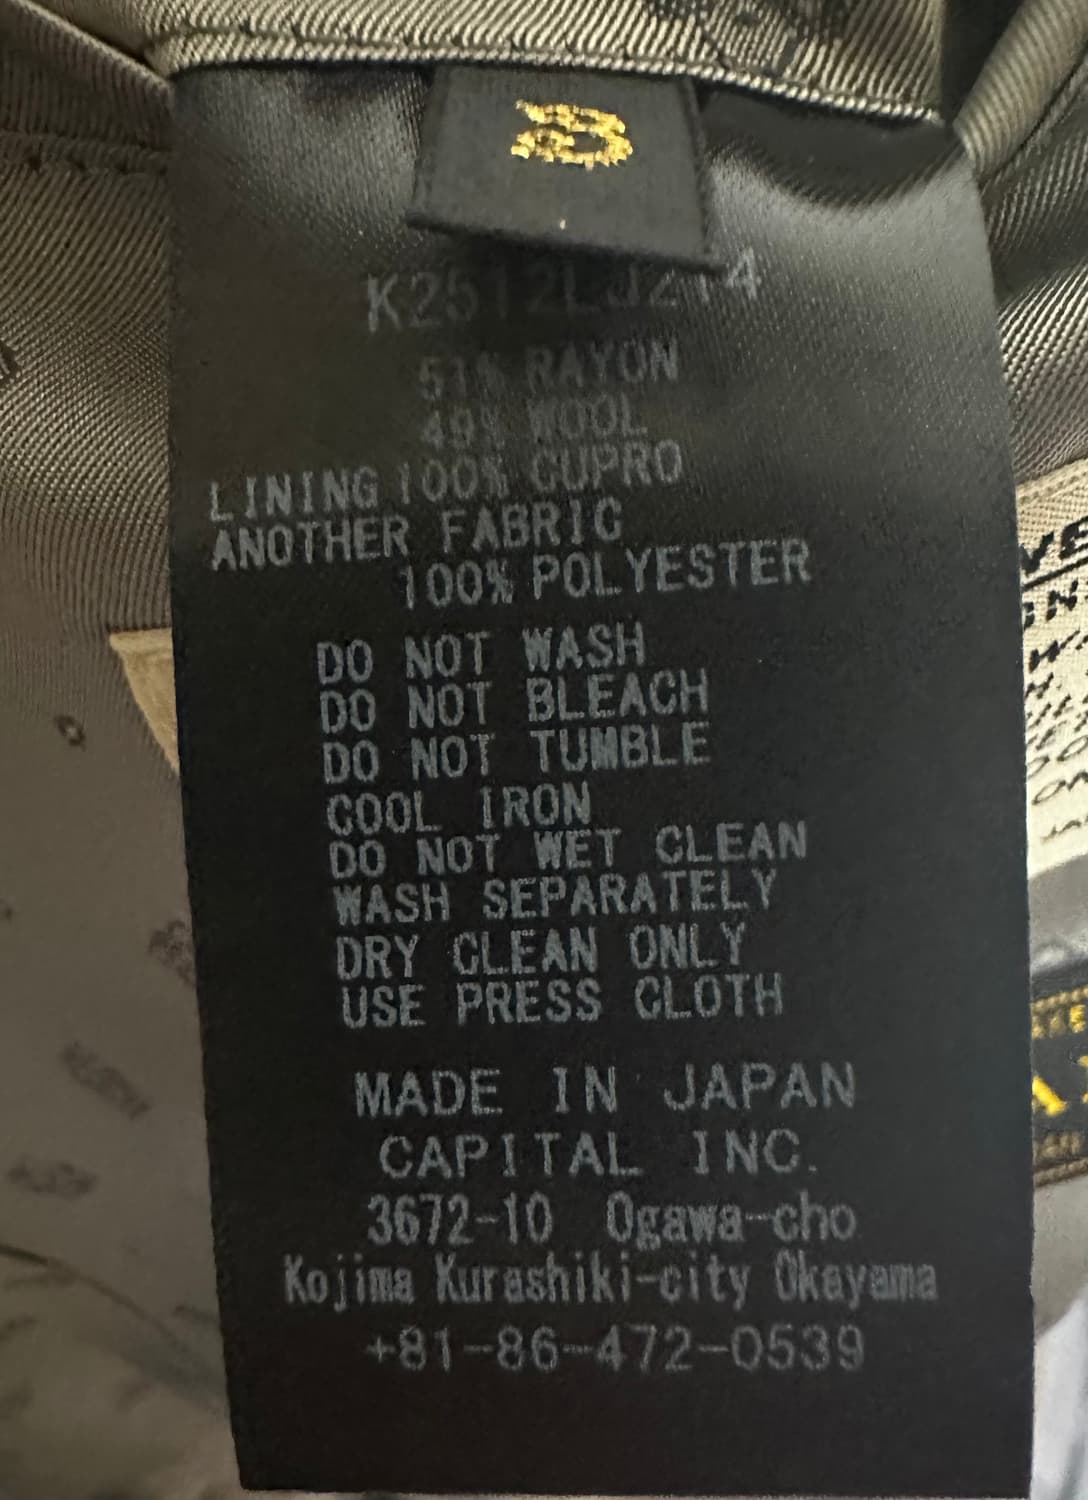 3
K2512LJ214
51% RAYON
49% WOOL
LINING 100% CUPRO
ANOTHER FABRIC
100% POLYESTER
DO NOT WASH
DO NOT BLEACH
DO NOT TUMBLE
COOL IRON
DO NOT WET CLEAN
WASH SEPARATELY
DRY CLEAN ONLY
USE PRESS CLOTH
MADE IN JAPAN
CAPITAL INC.
3672-10 Ogawa-cho
Kojima Kurashiki-city Okayama
+81-86-472-0539